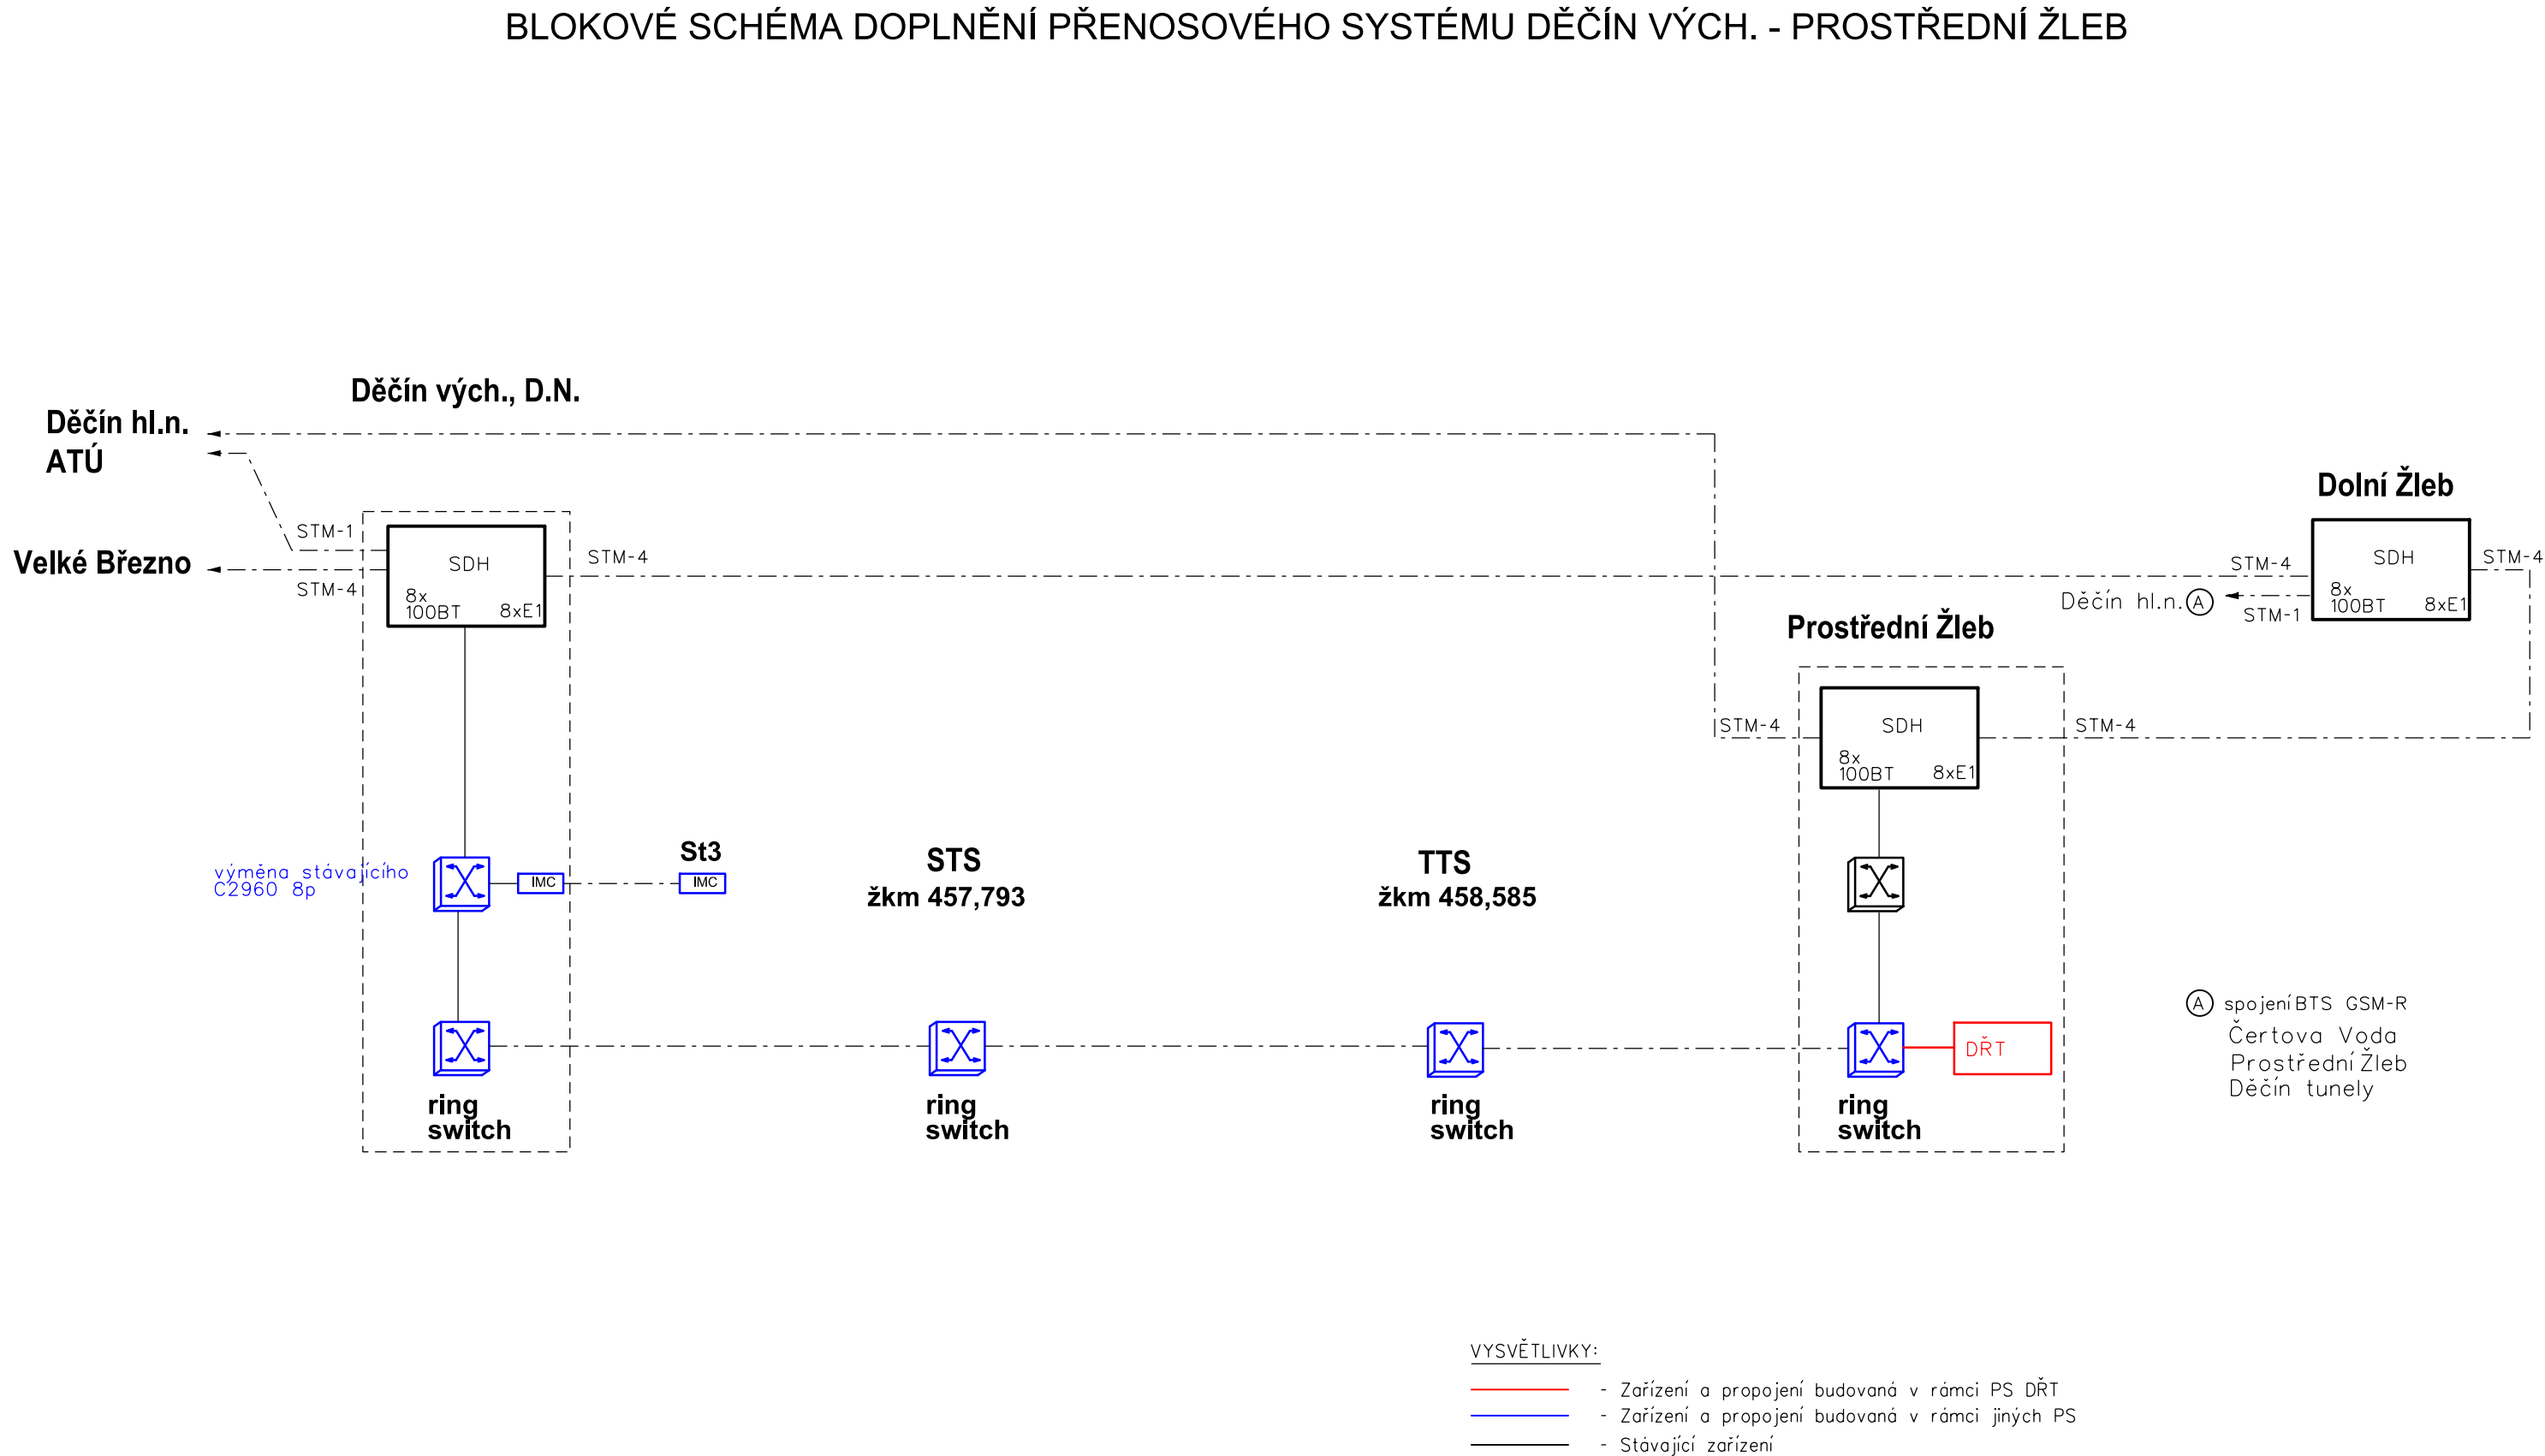 BLOKOVÉ SCHÉMA DOPLNĚNÍ PŘENOSOVÉHO SYSTÉMU DĚČÍN VÝCH. - PROSTŘEDNÍ ŽLEB
Děčín vých., D.N.
Děčín hl.n.
ATÚ
Velké Březno
STM-1
STM-4
SDH
8x
100BT
8xE1
STM-4
Dolní Žleb
STM-4
SDH
8x
100BT
8xE1
STM-4
Děčín hl.n. A
STM-1
Prostřední Žleb
STM-4
SDH
8x
100BT
8xE1
STM-4
výměna stávajícího
C2960 8p
IMC
St3
IMC
STS
žkm 457,793
TTS
žkm 458,585
DŘT
ring
switch
ring
switch
ring
switch
ring
switch
A spojení BTS GSM-R
Čertova Voda
Prostřední Žleb
Děčín tunely
VYSVĚTLIVKY:
- Zařízení a propojení budovaná v rámci PS DŘT
- Zařízení a propojení budovaná v rámci jiných PS
- Stávající zařízení